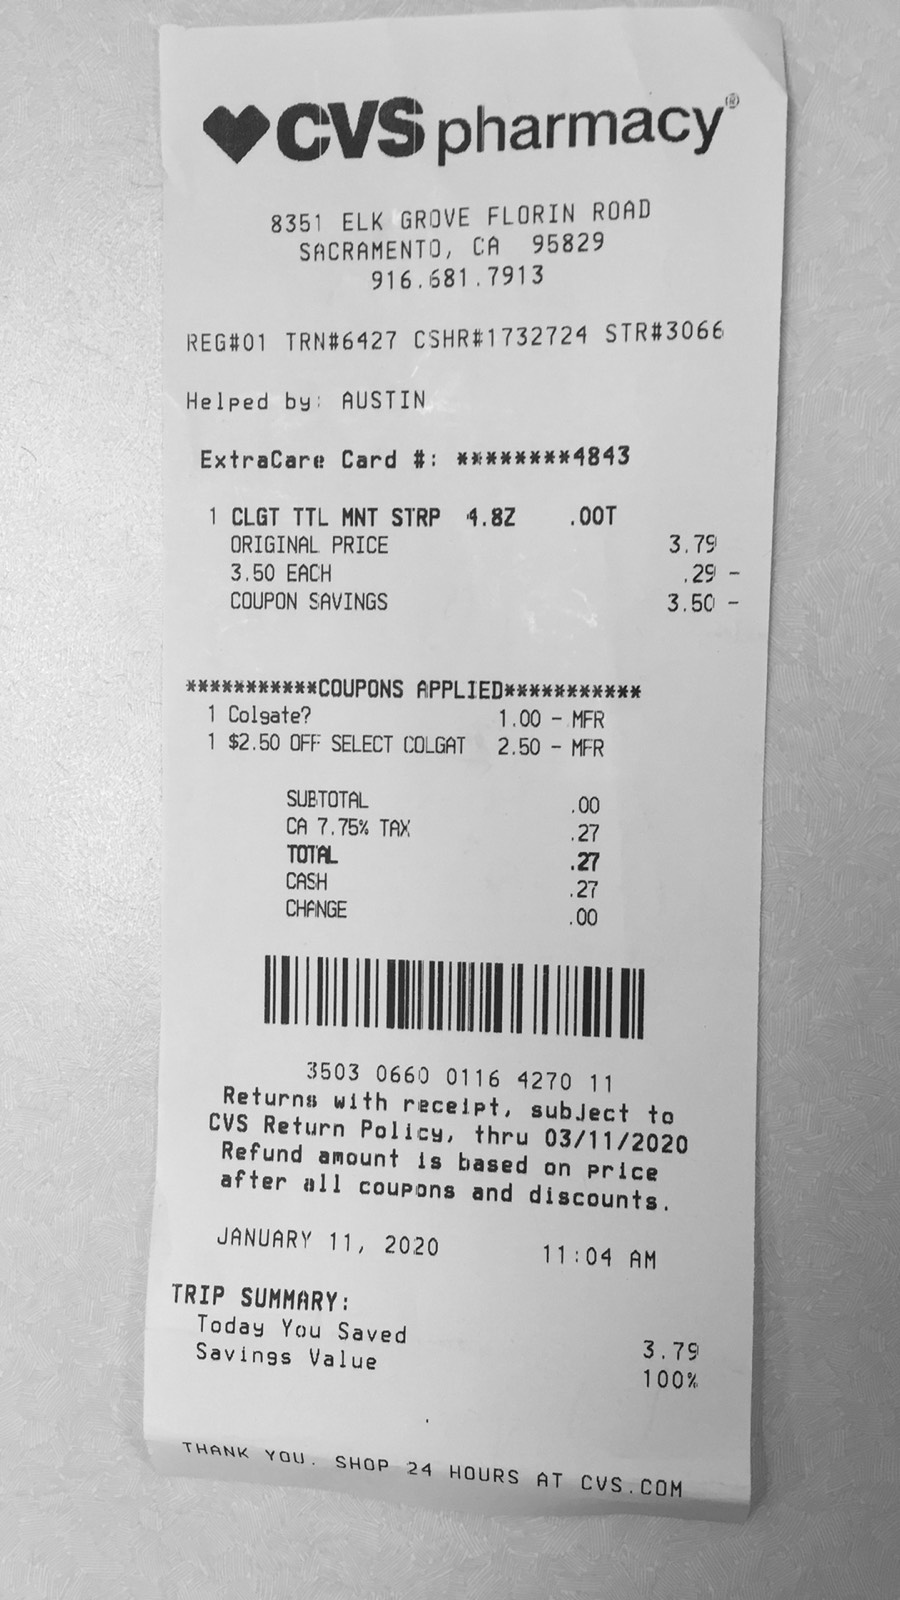 CVS pharmacy®
8351 ELK GROVE FLORIN ROAD
SACRAMENTO, CA 95829
916.681.7913
REG#01 TRN#6427 CSHR#1732724 STR#3066
Helped by: AUSTIN
ExtraCare Card #: ********4843
1 CLGT TTL MNT STRP 4.8Z .00T
ORIGINAL PRICE 3.79
3.50 EACH .29 -
COUPON SAVINGS 3.50 -
***********COUPONS APPLIED***********
1 Colgate? 1.00 - MFR
1 $2.50 OFF SELECT COLGAT 2.50 - MFR
SUBTOTAL .00
CA 7.75% TAX .27
TOTAL .27
CASH .27
CHANGE .00
3503 0660 0116 4270 11
Returns with receipt, subject to
CVS Return Policy, thru 03/11/2020
Refund amount is based on price
after all coupons and discounts.
JANUARY 11, 2020 11:04 AM
TRIP SUMMARY:
Today You Saved 3.79
Savings Value 100%
THANK YOU. SHOP 24 HOURS AT CVS.COM